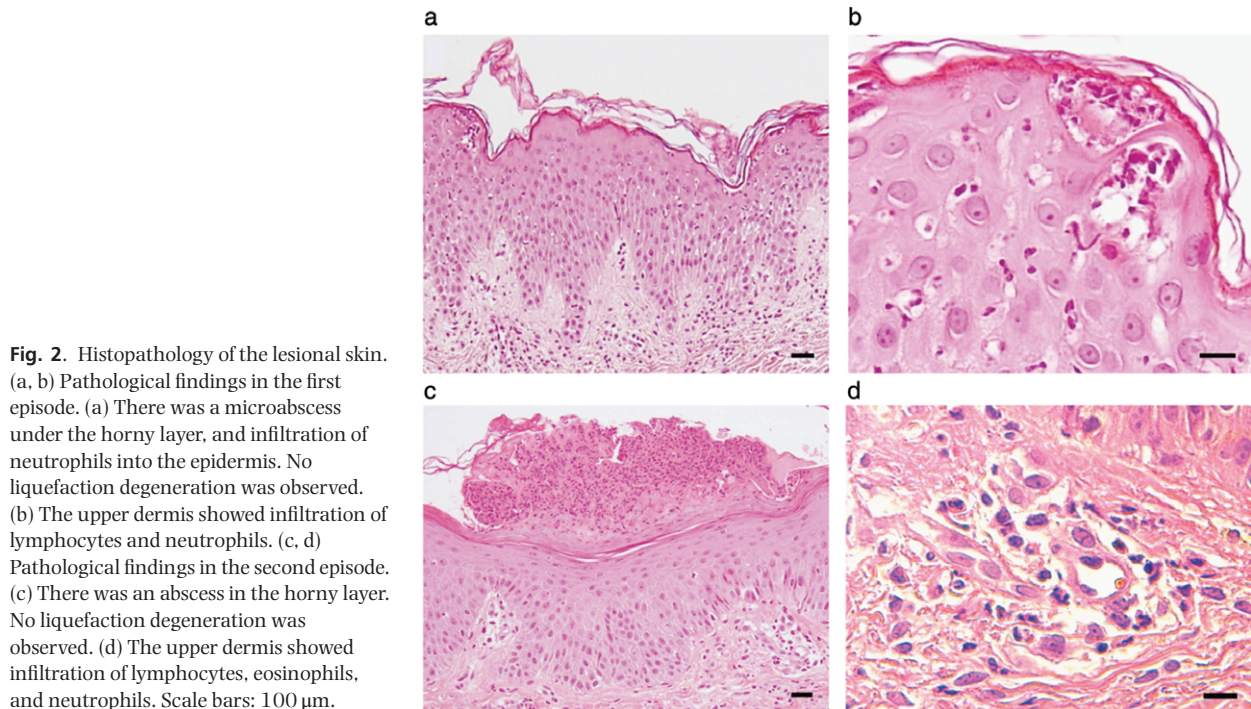 a
b
c
d
Fig. 2. Histopathology of the lesional skin.
(a, b) Pathological findings in the first
episode. (a) There was a microabscess
under the horny layer, and infiltration of
neutrophils into the epidermis. No
liquefaction degeneration was observed.
(b) The upper dermis showed infiltration of
lymphocytes and neutrophils. (c, d)
Pathological findings in the second episode.
(c) There was an abscess in the horny layer.
No liquefaction degeneration was
observed. (d) The upper dermis showed
infiltration of lymphocytes, eosinophils,
and neutrophils. Scale bars: 100 μm.